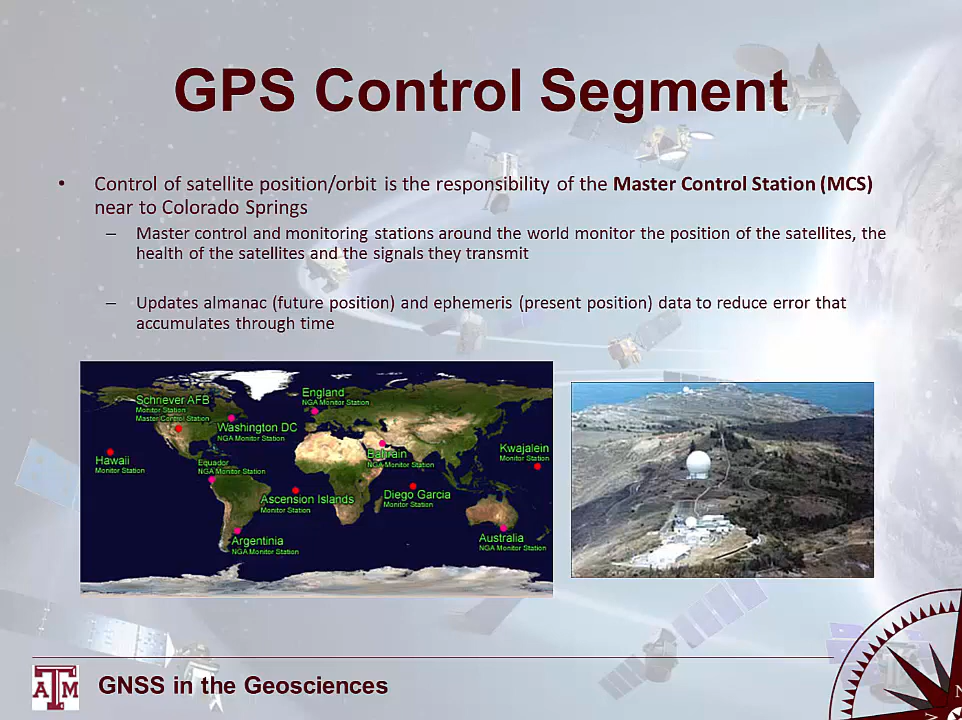 GPS Control Segment
• Control of satellite position/orbit is the responsibility of the Master Control Station (MCS)
near to Colorado Springs
– Master control and monitoring stations around the world monitor the position of the satellites, the
health of the satellites and the signals they transmit
– Updates almanac (future position) and ephemeris (present position) data to reduce error that
accumulates through time
Schriever AFB
Monitor Station
Master Control Station
England
NGA Monitor Station
Washington DC
NGA Monitor Station
Hawaii
Monitor Station
Equador
NGA Monitor Station
Bahrain
NGA Monitor Station
Kwajalein
Monitor Station
Ascension Islands
Monitor Station
Diego Garcia
Monitor Station
Argentinia
NGA Monitor Station
Australia
NGA Monitor Station
ATM
GNSS in the Geosciences
N